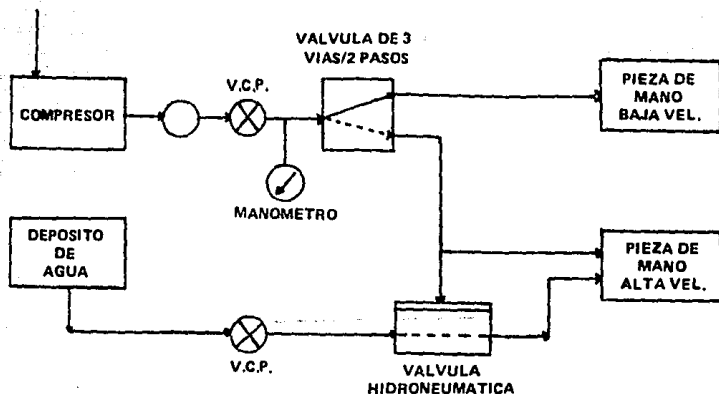 VALVULA DE 3
VIAS/2 PASOS
V.C.P.
COMPRESOR
PIEZA DE
MANO
BAJA VEL.
MANOMETRO
DEPOSITO
DE
AGUA
PIEZA DE
MANO
ALTA VEL.
V.C.P.
VALVULA
HIDRONEUMATICA